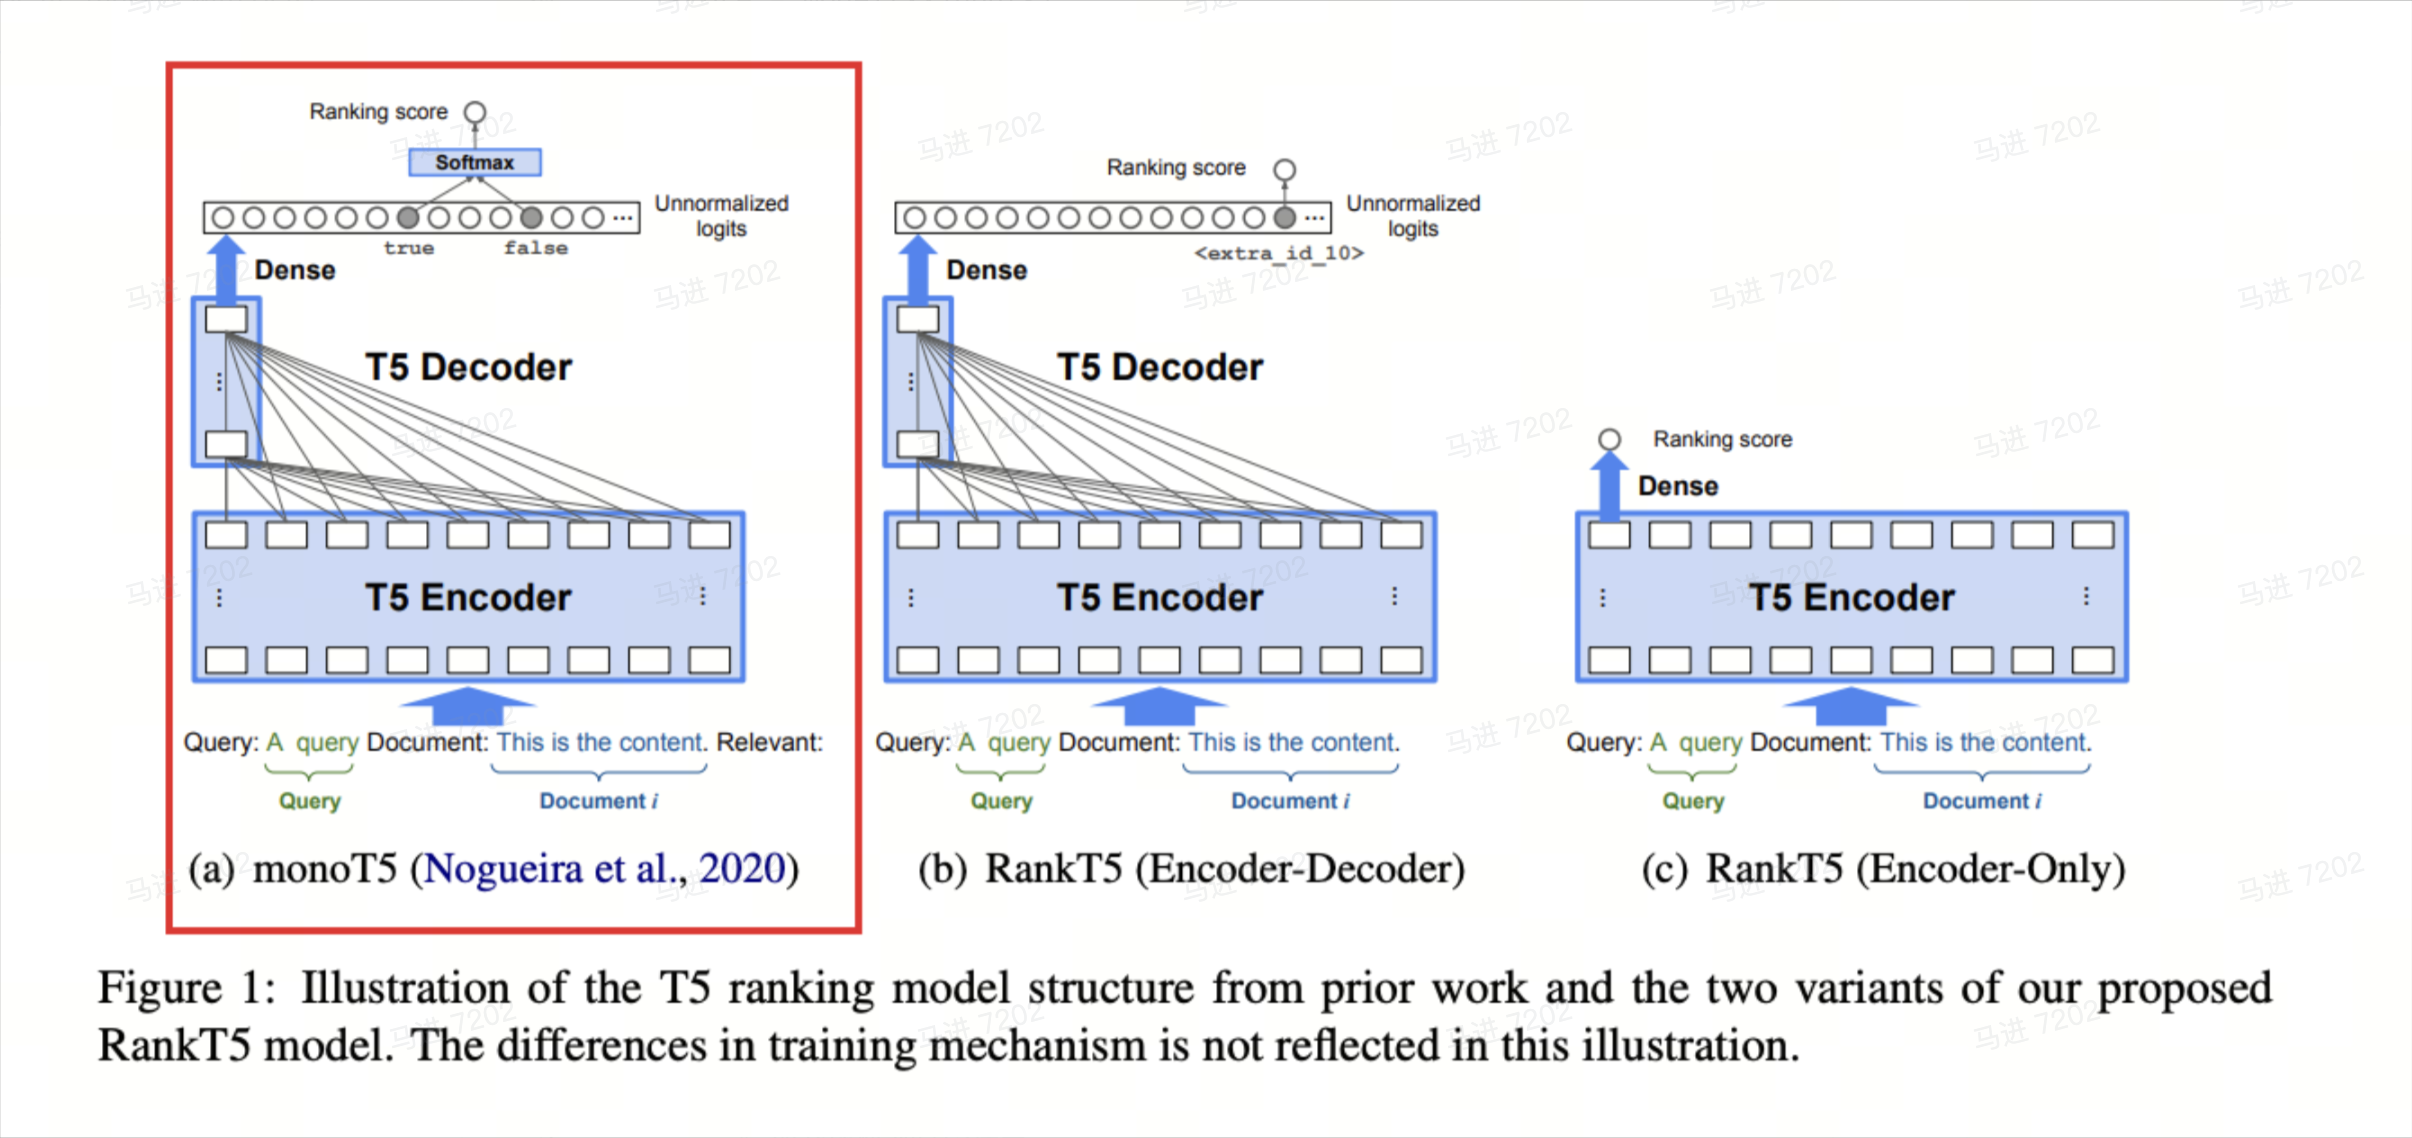 Ranking score
Softmax
Unnormalized
logits
true false
Dense
T5 Decoder
T5 Encoder
Query: A query Document: This is the content. Relevant:
Query
Document i
(a) monoT5 (Nogueira et al., 2020)
Ranking score
Unnormalized
logits
<extra_id_10>
Dense
T5 Decoder
T5 Encoder
Query: A query Document: This is the content.
Query
Document i
(b) RankT5 (Encoder-Decoder)
Ranking score
Dense
T5 Encoder
Query: A query Document: This is the content.
Query
Document i
(c) RankT5 (Encoder-Only)
Figure 1: Illustration of the T5 ranking model structure from prior work and the two variants of our proposed
RankT5 model. The differences in training mechanism is not reflected in this illustration.
马进 7202